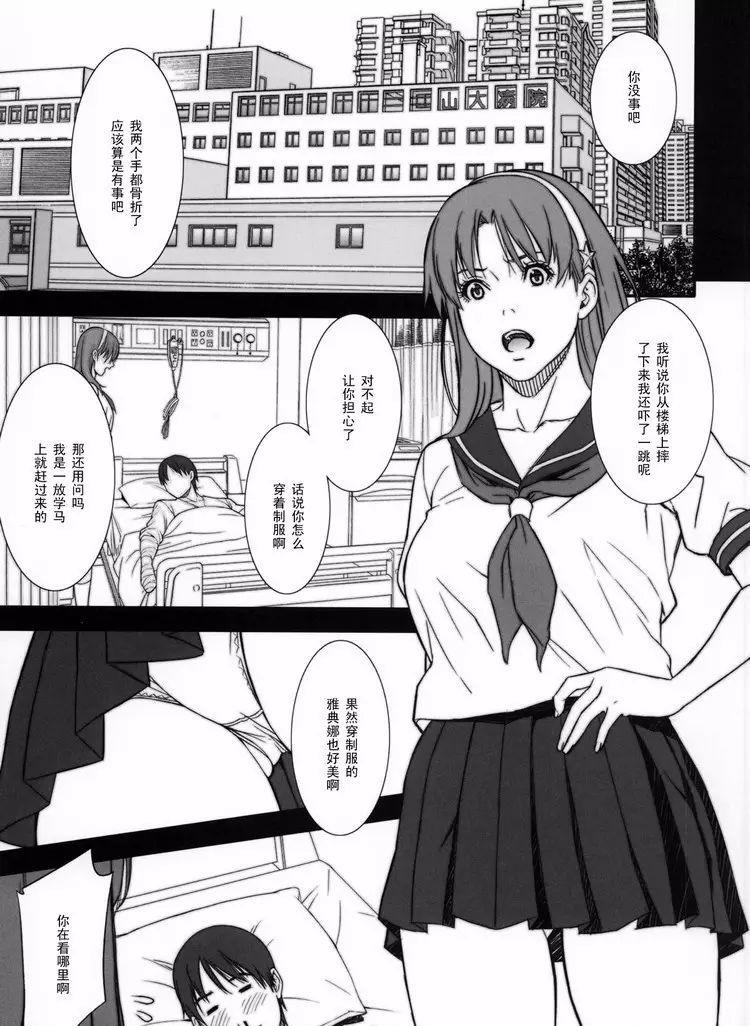 你没事吧
我两个手都骨折了
应该算是有事吧
山大病院
我听说你从楼梯上摔
了下来我还吓了一跳呢
对不起
让你担心了
话说你怎么
穿着制服啊
那还用问吗
我是一放学马
上就赶过来的
果然穿制服的
雅典娜也好美啊
你在看哪里啊